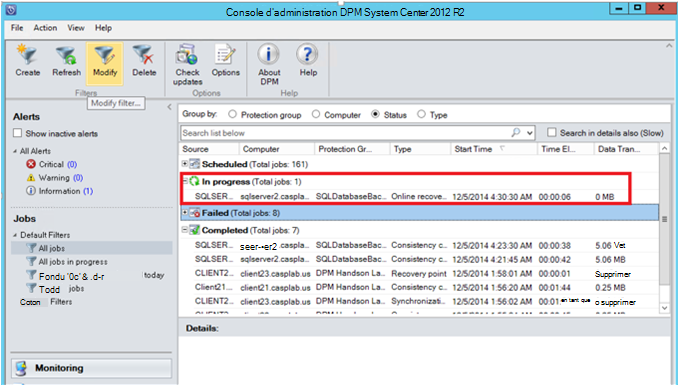 Console d'administration DPM System Center 2012 R2
File Action View Help
Create Refresh Modify Delete Check updates Options About DPM Help
Filters Options Help
Modify filter...
Alerts
Show inactive alerts
All Alerts
Critical (0)
Warning (0)
Information (1)
Jobs
Default Filters
All jobs
All jobs in progress
Fondu '0c' & .d-r today
Todd jobs
Coton Filters
Monitoring
Group by: Protection group Computer Status Type
Search list below Search in details also (Slow)
Source Computer Protection Gr... Type Start Time Time El... Data Tran...
Scheduled (Total jobs: 161)
In progress (Total jobs: 1)
SQLSER... sqlserver2.caspla... SQLDatabaseBac... Online recove... 12/5/2014 4:30:30 AM 00:00:06 0 MB
Failed (Total jobs: 8)
Completed (Total jobs: 7)
SQLSER... seer-•er2.caspla... SQLDatabaseBac... Consistency c... 12/5/2014 4:23:30 AM 00:00:38 5.06 Vet
SQLSER... sqlserver2.caspla... SQLDatabaseBac... Consistency c... 12/5/2014 4:21:45 AM 00:00:42 5.06 MB
CLIENT2... client23.casplab.us DPM Handson La... Recovery point 12/5/2014 1:58:01 AM 00:00:01 Supprimer
Client21... client21.casplab.us DPM Handson La... Consistency c... 12/5/2014 1:56:20 AM 00:01:44 0.25 MB
CLIENT2... client23.casplab.us DPM Handson La... Synchronizati... 12/5/2014 1:56:02 AM 00:01 en tant que o supprimer
Details: